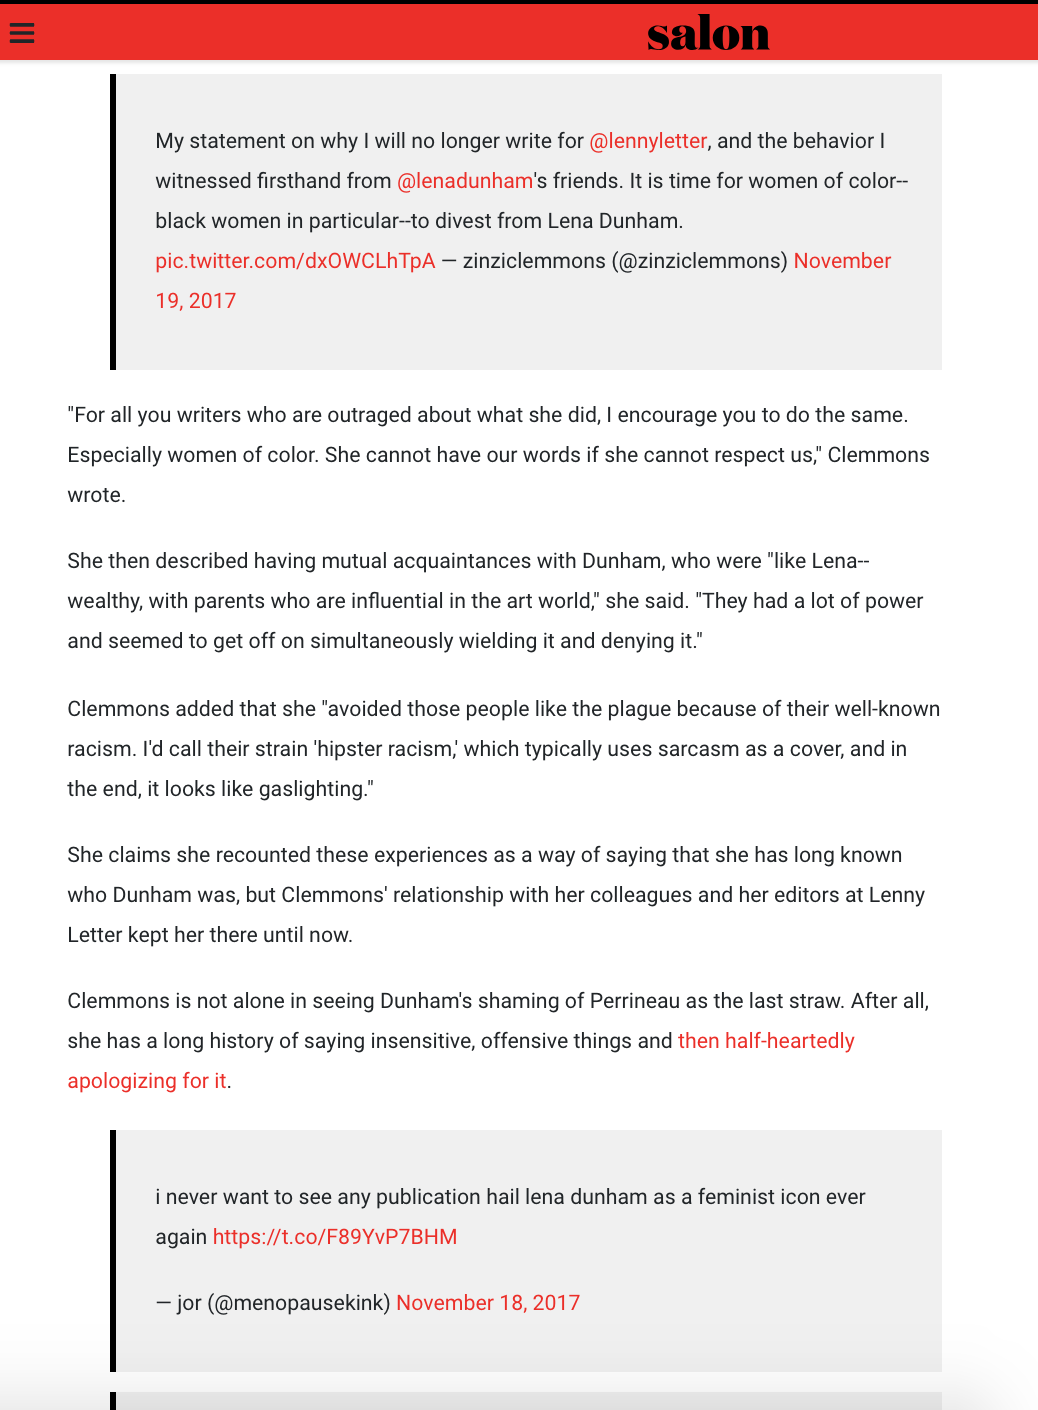 salon
My statement on why I will no longer write for @lennyletter, and the behavior I
witnessed firsthand from @lenadunham's friends. It is time for women of color--
black women in particular--to divest from Lena Dunham.
pic.twitter.com/dxOWCLhTpA — zinziclemmons (@zinziclemmons) November
19, 2017
"For all you writers who are outraged about what she did, I encourage you to do the same.
Especially women of color. She cannot have our words if she cannot respect us," Clemmons
wrote.
She then described having mutual acquaintances with Dunham, who were "like Lena--
wealthy, with parents who are influential in the art world," she said. "They had a lot of power
and seemed to get off on simultaneously wielding it and denying it."
Clemmons added that she "avoided those people like the plague because of their well-known
racism. I'd call their strain 'hipster racism,' which typically uses sarcasm as a cover, and in
the end, it looks like gaslighting."
She claims she recounted these experiences as a way of saying that she has long known
who Dunham was, but Clemmons' relationship with her colleagues and her editors at Lenny
Letter kept her there until now.
Clemmons is not alone in seeing Dunham's shaming of Perrineau as the last straw. After all,
she has a long history of saying insensitive, offensive things and then half-heartedly
apologizing for it.
i never want to see any publication hail lena dunham as a feminist icon ever
again https://t.co/F89YvP7BHM
— jor (@menopausekink) November 18, 2017